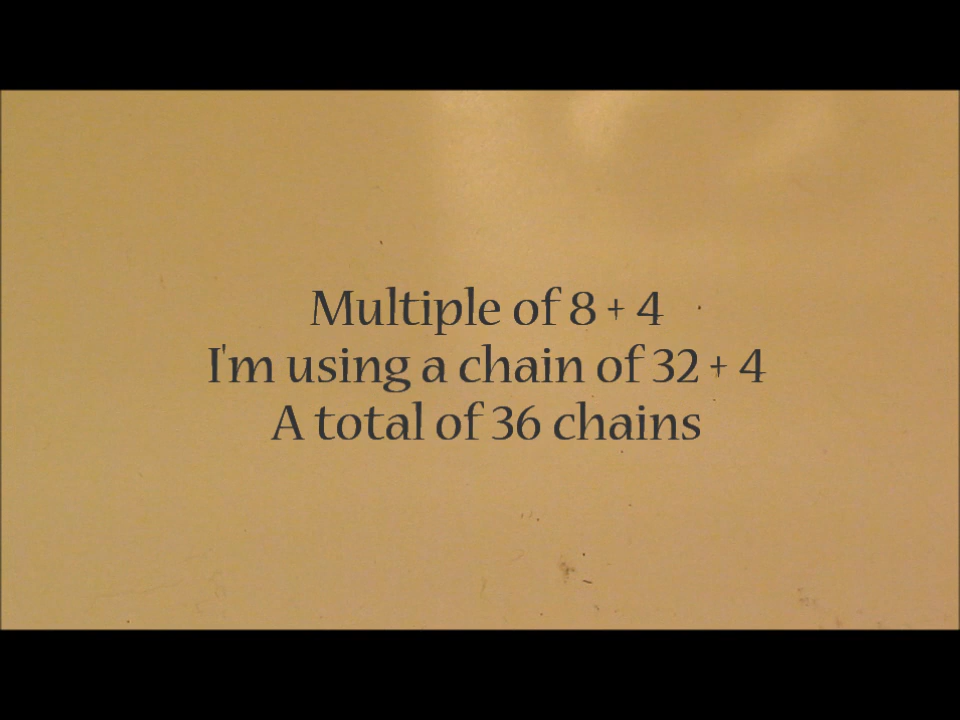 Multiple of 8 + 4
I'm using a chain of 32 + 4
A total of 36 chains